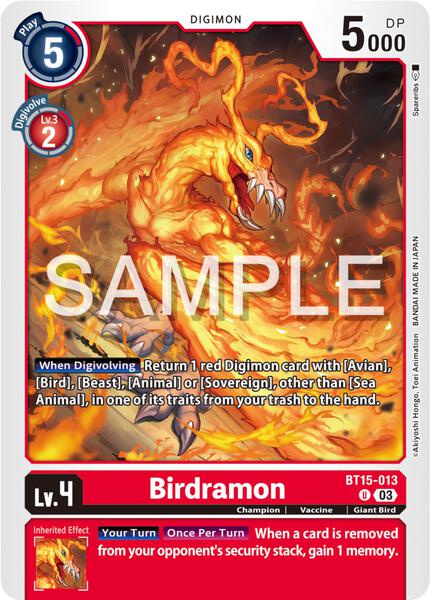 Play
5
DIGIMON
5000 DP
Digivolve
Lv.3
2
Spareribs
©Akiyoshi Hongo, Toei Animation BANDAI MADE IN JAPAN
SAMPLE
When Digivolving Return 1 red Digimon card with [Avian],
[Bird], [Beast], [Animal] or [Sovereign], other than [Sea
Animal], in one of its traits from your trash to the hand.
BT15-013
Lv.4
Birdramon
U 03
Champion | Vaccine | Giant Bird
Inherited Effect
Your Turn Once Per Turn When a card is removed
from your opponent's security stack, gain 1 memory.